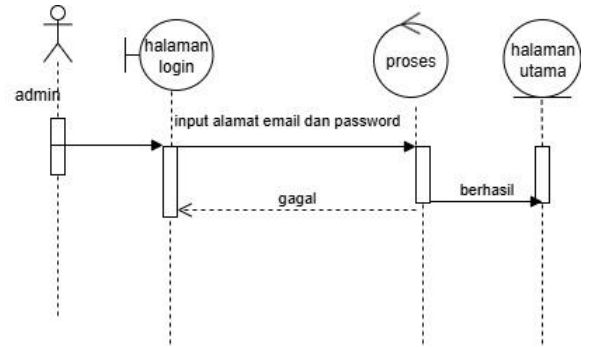 halaman
login
proses
halaman
utama
admin
input alamat email dan password
berhasil
gagal